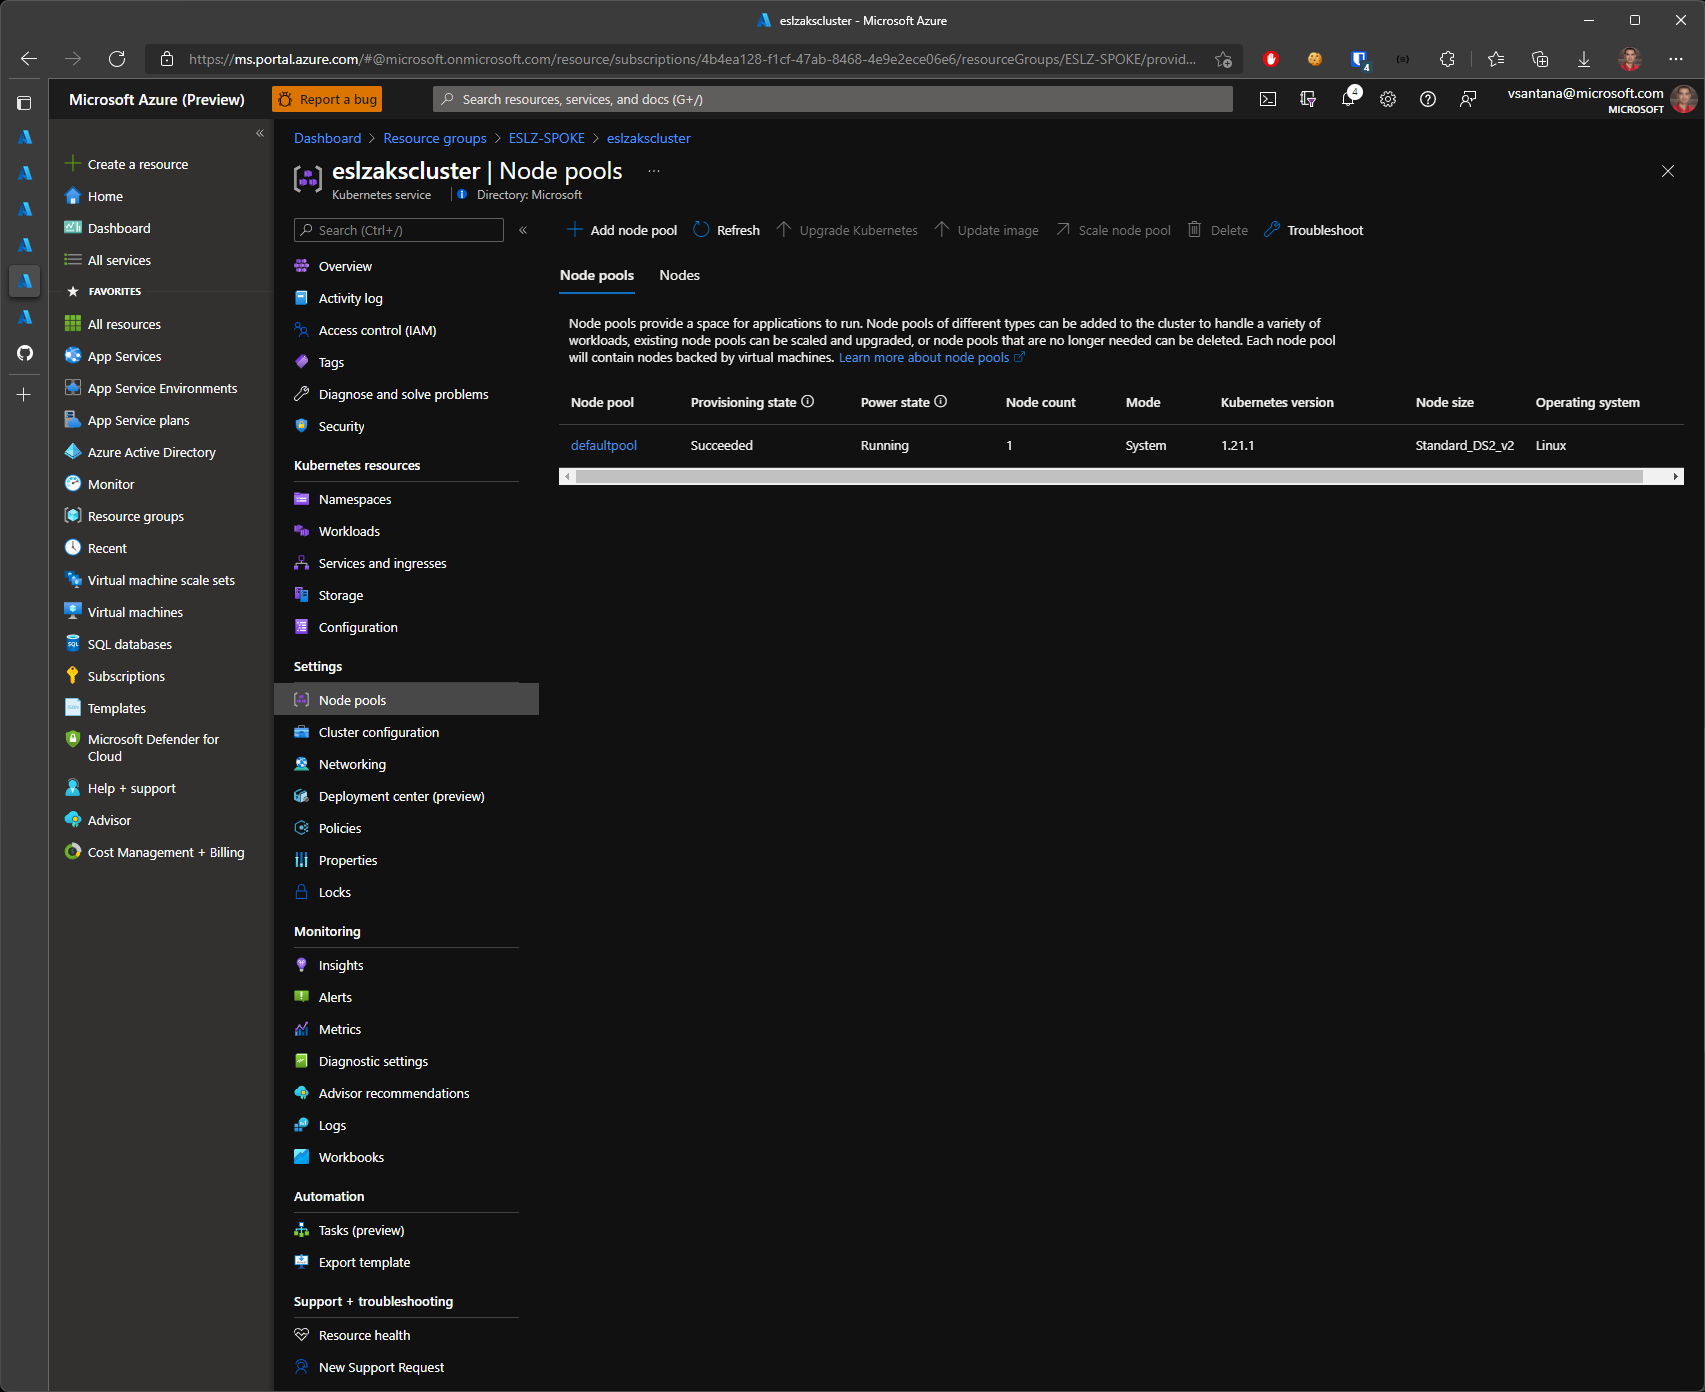 eslzakscluster - Microsoft Azure
https://ms.portal.azure.com/#@microsoft.onmicrosoft.com/resource/subscriptions/4b4ea128-f1cf-47ab-8468-4e9e2ece06e6/resourceGroups/ESLZ-SPOKE/provid...
4
Microsoft Azure (Preview)
Report a bug
Search resources, services, and docs (G+/)
4
vsantana@microsoft.com
MICROSOFT
Create a resource
Home
Dashboard
All services
FAVORITES
All resources
App Services
App Service Environments
App Service plans
Azure Active Directory
Monitor
Resource groups
Recent
Virtual machine scale sets
Virtual machines
SQL databases
Subscriptions
Templates
Microsoft Defender for
Cloud
Help + support
Advisor
Cost Management + Billing
Dashboard > Resource groups > ESLZ-SPOKE > eslzakscluster
eslzakscluster | Node pools ...
Kubernetes service | Directory: Microsoft
Search (Ctrl+/)
Overview
Activity log
Access control (IAM)
Tags
Diagnose and solve problems
Security
Kubernetes resources
Namespaces
Workloads
Services and ingresses
Storage
Configuration
Settings
Node pools
Cluster configuration
Networking
Deployment center (preview)
Policies
Properties
Locks
Monitoring
Insights
Alerts
Metrics
Diagnostic settings
Advisor recommendations
Logs
Workbooks
Automation
Tasks (preview)
Export template
Support + troubleshooting
Resource health
New Support Request
Add node pool Refresh Upgrade Kubernetes Update image Scale node pool Delete Troubleshoot
Node pools Nodes
Node pools provide a space for applications to run. Node pools of different types can be added to the cluster to handle a variety of
workloads, existing node pools can be scaled and upgraded, or node pools that are no longer needed can be deleted. Each node pool
will contain nodes backed by virtual machines. Learn more about node pools
Node pool Provisioning state Power state Node count Mode Kubernetes version Node size Operating system
defaultpool Succeeded Running 1 System 1.21.1 Standard_DS2_v2 Linux